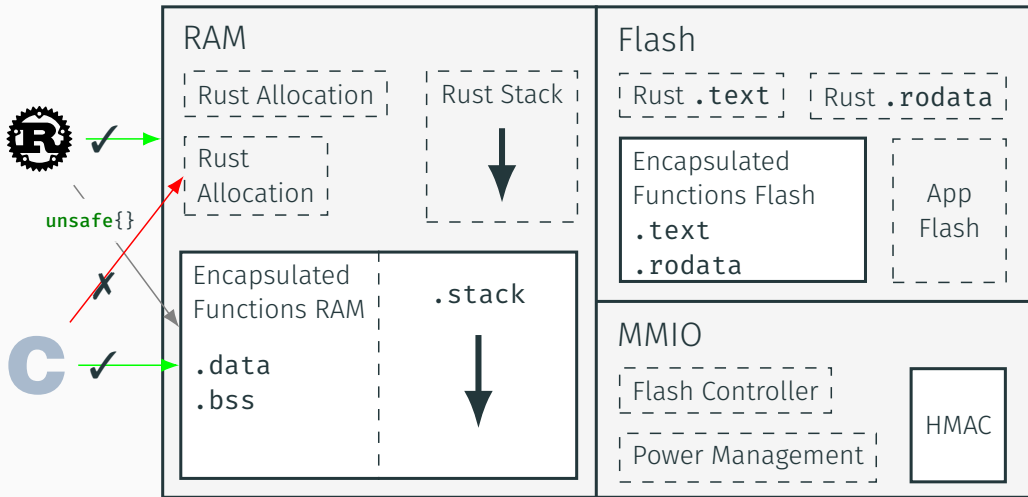 RAM
Rust Allocation
Rust Stack
Rust
Allocation
R
unsafe{}
Encapsulated
Functions RAM
.data
.bss
.stack
C
Flash
Rust .text
Rust .rodata
Encapsulated
Functions Flash
.text
.rodata
App
Flash
MMIO
Flash Controller
Power Management
HMAC